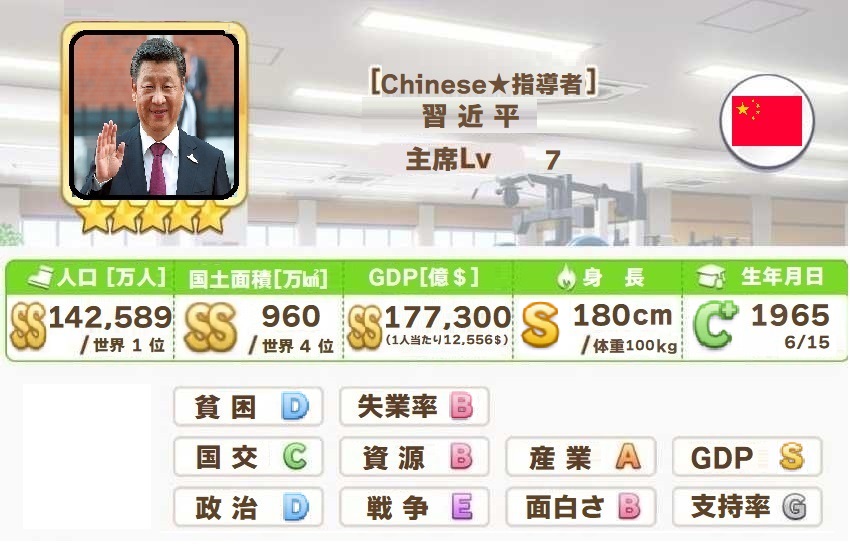 [Chinese★指導者]
習近平
主席Lv 7
人口 [万人] 国土面積[万㎢] GDP[億$] 身 長 生年月日
SS 142,589 SS 960 SS 177,300 S 180cm C+ 1965
/世界 1 位 /世界 4 位 (1人当たり12,556$) /体重100kg 6/15
貧困 D 失業率 B
国交 C 資源 B 産業 A GDP S
政治 D 戦争 E 面白さ B 支持率 G